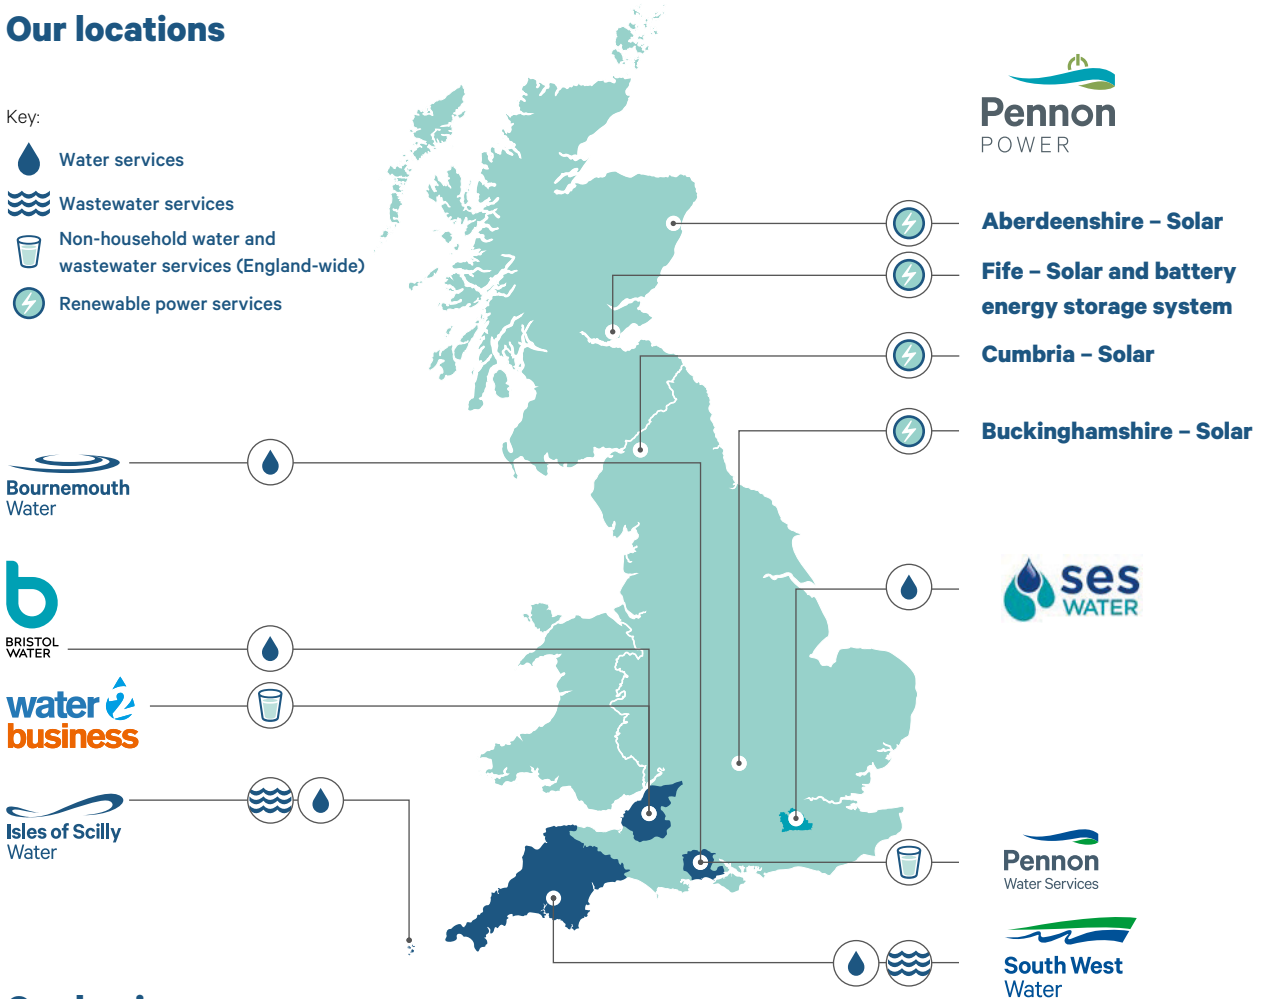 Our locations
Key:
Water services
Wastewater services
Non-household water and
wastewater services (England-wide)
Renewable power services
Bournemouth
Water
BRISTOL
WATER
water 2
business
Isles of Scilly
Water
Pennon
POWER
Aberdeenshire – Solar
Fife – Solar and battery
energy storage system
Cumbria – Solar
Buckinghamshire – Solar
ses
WATER
Pennon
Water Services
South West
Water